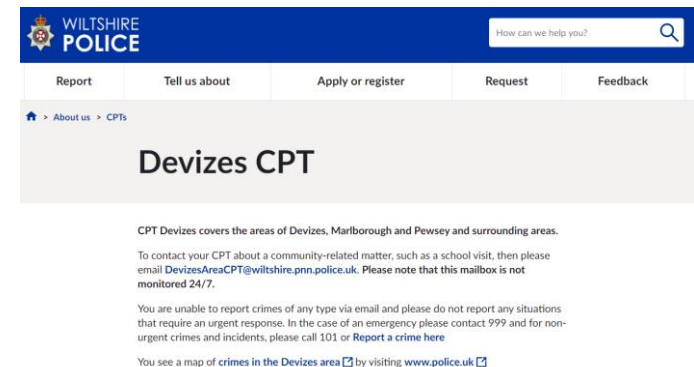 WILTSHIRE
POLICE
How can we help you?
Report Tell us about Apply or register Request Feedback
> About us > CPTs
Devizes CPT
CPT Devizes covers the areas of Devizes, Marlborough and Pewsey and surrounding areas.
To contact your CPT about a community-related matter, such as a school visit, then please
email DevizesAreaCPT@wiltshire.pnn.police.uk. Please note that this mailbox is not
monitored 24/7.
You are unable to report crimes of any type via email and please do not report any situations
that require an urgent response. In the case of an emergency please contact 999 and for non-
urgent crimes and incidents, please call 101 or Report a crime here
You see a map of crimes in the Devizes area by visiting www.police.uk